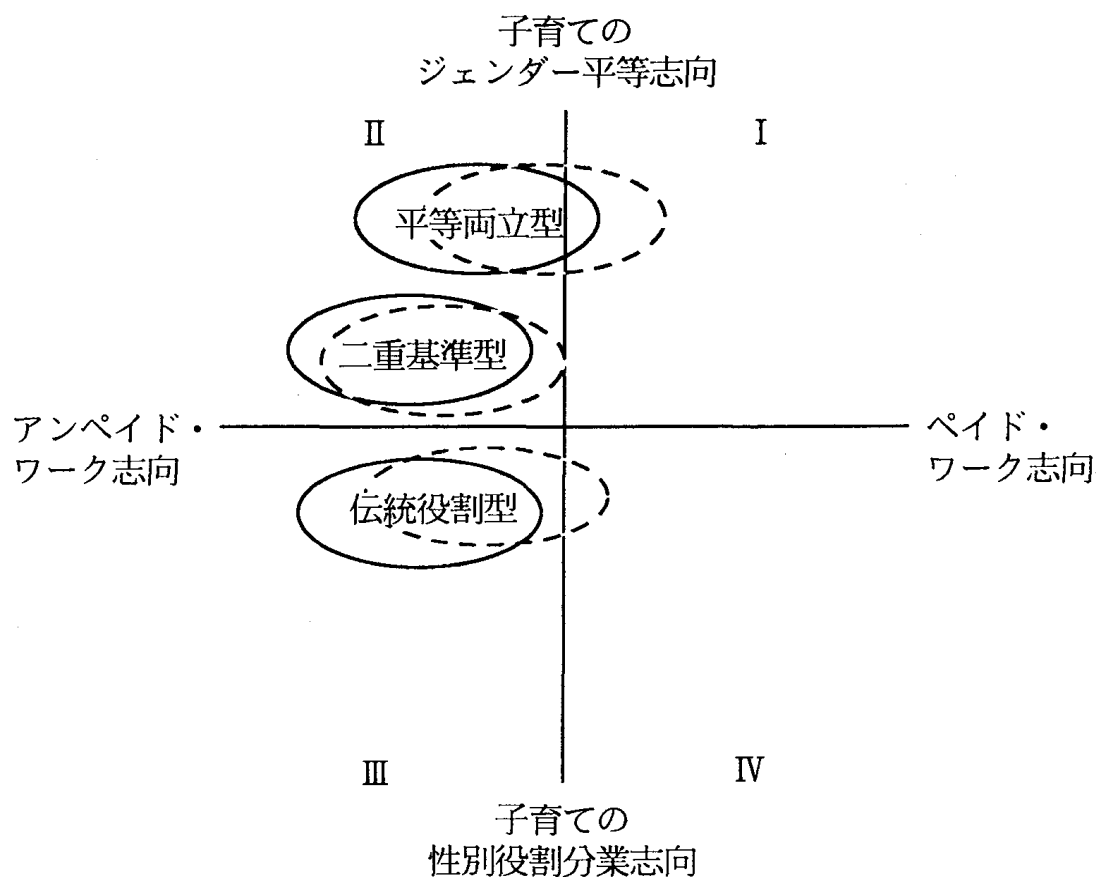 子育ての
ジェンダー平等志向
Ⅱ
Ⅰ
平等両立型
二重基準型
アンペイド・
ワーク志向
ペイド・
ワーク志向
伝統役割型
Ⅲ
Ⅳ
子育ての
性別役割分業志向